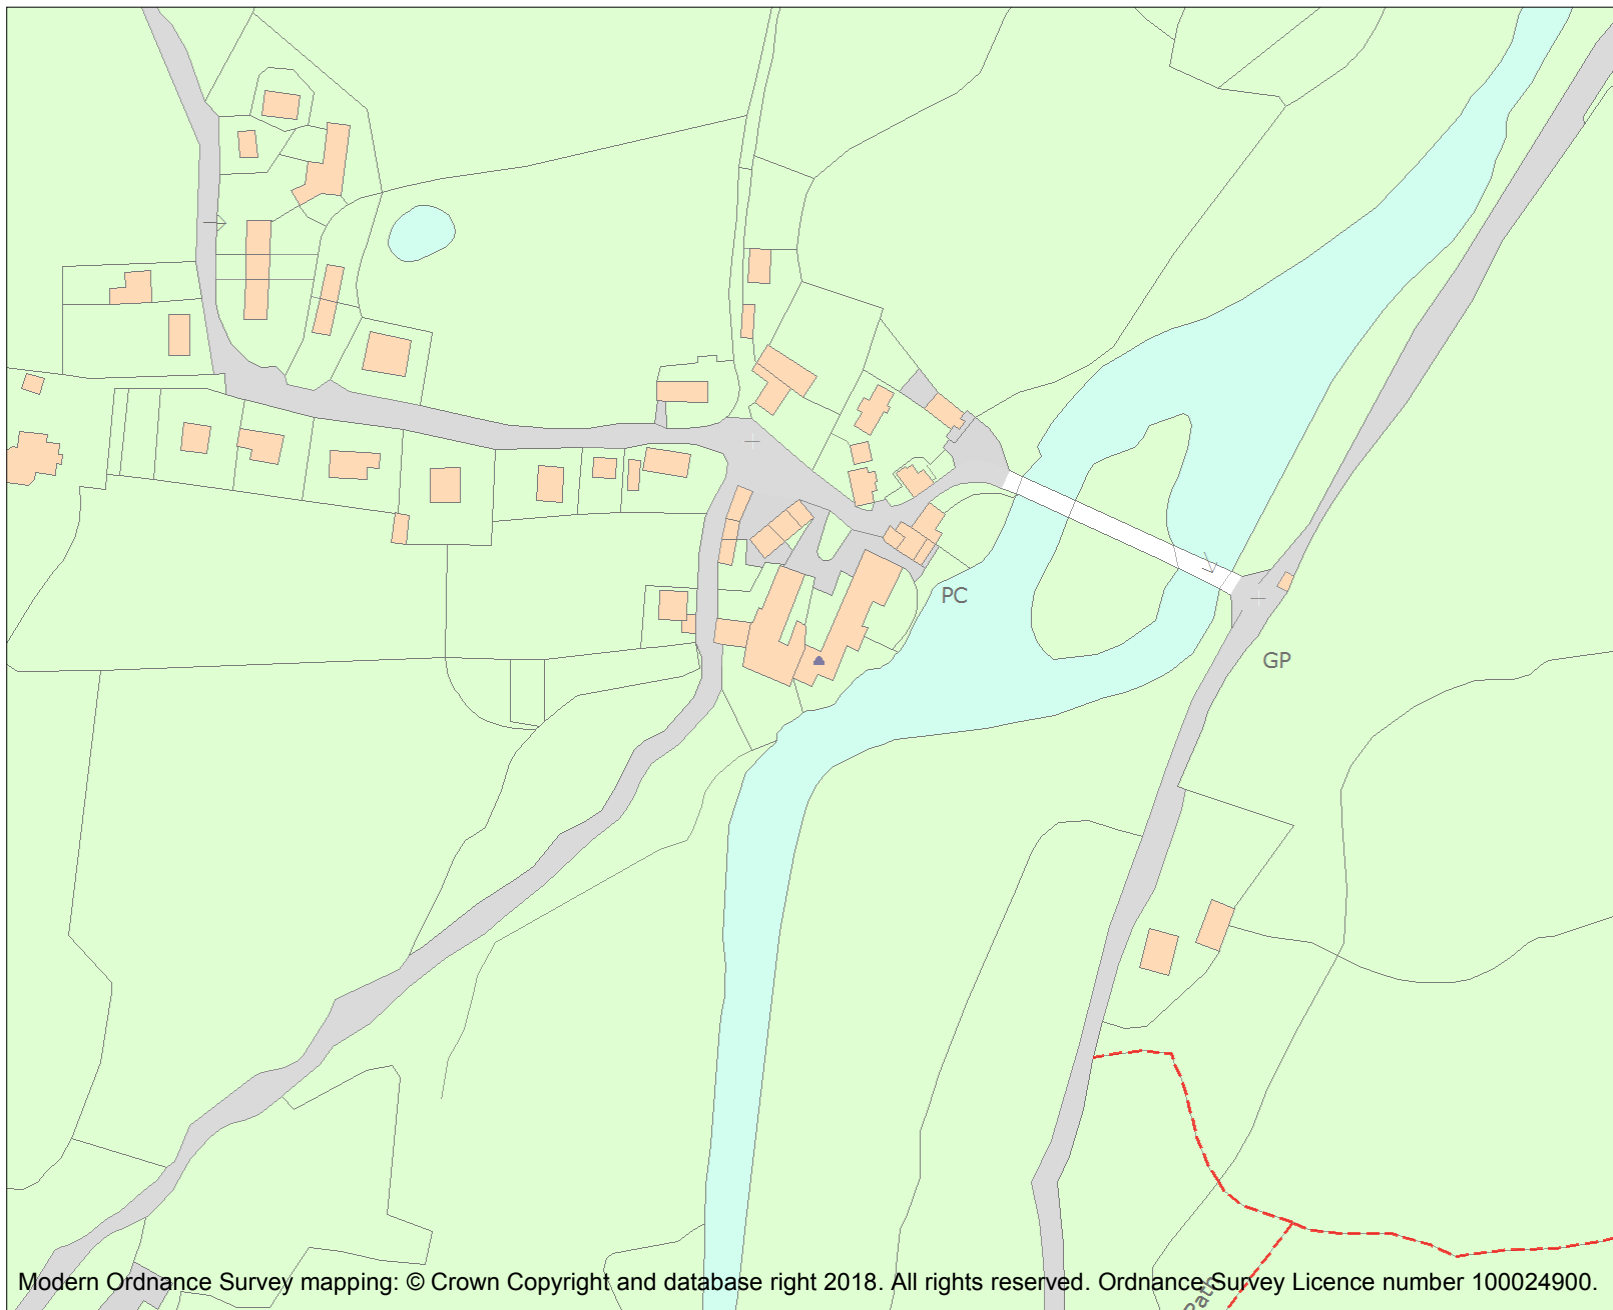 PC
GP
Path
Modern Ordnance Survey mapping: © Crown Copyright and database right 2018. All rights reserved. Ordnance Survey Licence number 100024900.